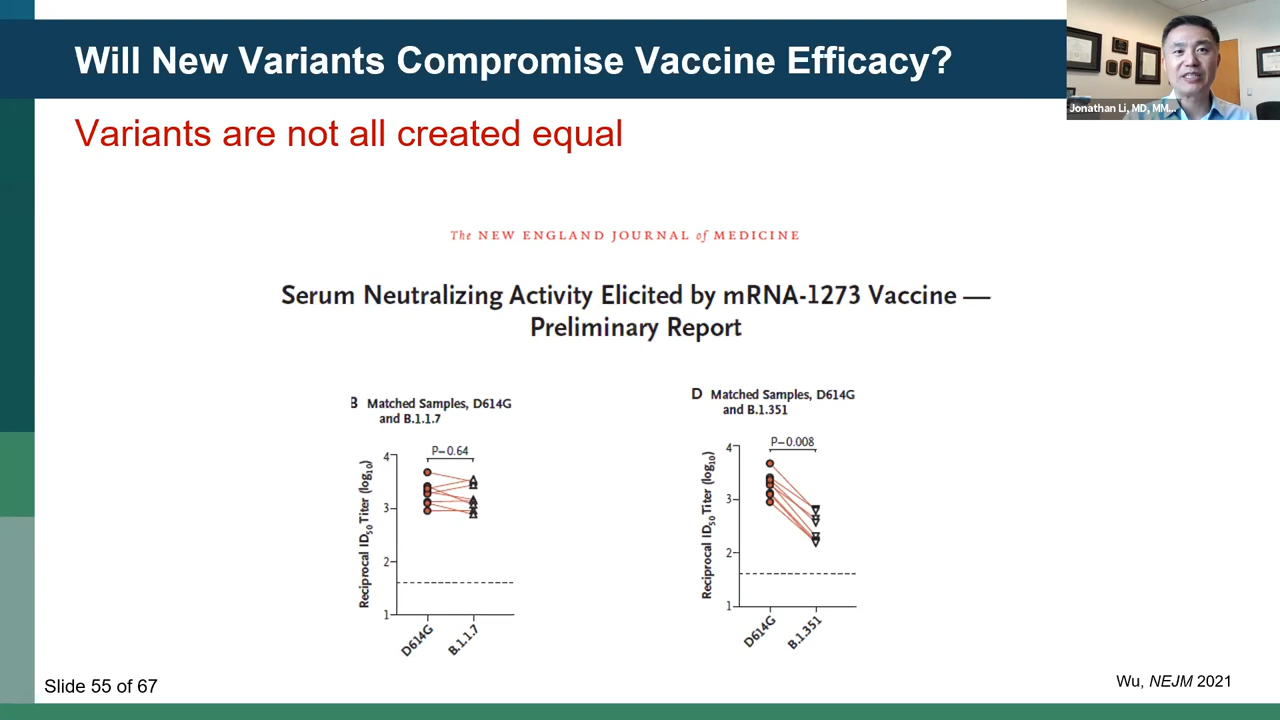 Will New Variants Compromise Vaccine Efficacy?
Jonathan Li, MD, MM...
Variants are not all created equal
The NEW ENGLAND JOURNAL of MEDICINE
Serum Neutralizing Activity Elicited by mRNA-1273 Vaccine —
Preliminary Report
B Matched Samples, D614G
and B.1.1.7
P=0.64
Reciprocal ID50 Titer (log10)
4
3
2
1
D614G
B.1.1.7
D Matched Samples, D614G
and B.1.351
P=0.008
Reciprocal ID50 Titer (log10)
4
3
2
1
D614G
B.1.351
Slide 55 of 67
Wu, NEJM 2021